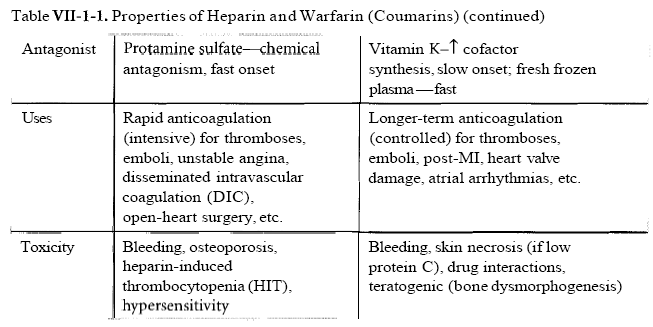 Table VII-1-1. Properties of Heparin and Warfarin (Coumarins) (continued)
Antagonist
Protamine sulfate—chemical
antagonism, fast onset
Vitamin K–↑ cofactor
synthesis, slow onset; fresh frozen
plasma—fast
Uses
Rapid anticoagulation
(intensive) for thromboses,
emboli, unstable angina,
disseminated intravascular
coagulation (DIC),
open-heart surgery, etc.
Longer-term anticoagulation
(controlled) for thromboses,
emboli, post-MI, heart valve
damage, atrial arrhythmias, etc.
Toxicity
Bleeding, osteoporosis,
heparin-induced
thrombocytopenia (HIT),
hypersensitivity
Bleeding, skin necrosis (if low
protein C), drug interactions,
teratogenic (bone dysmorphogenesis)